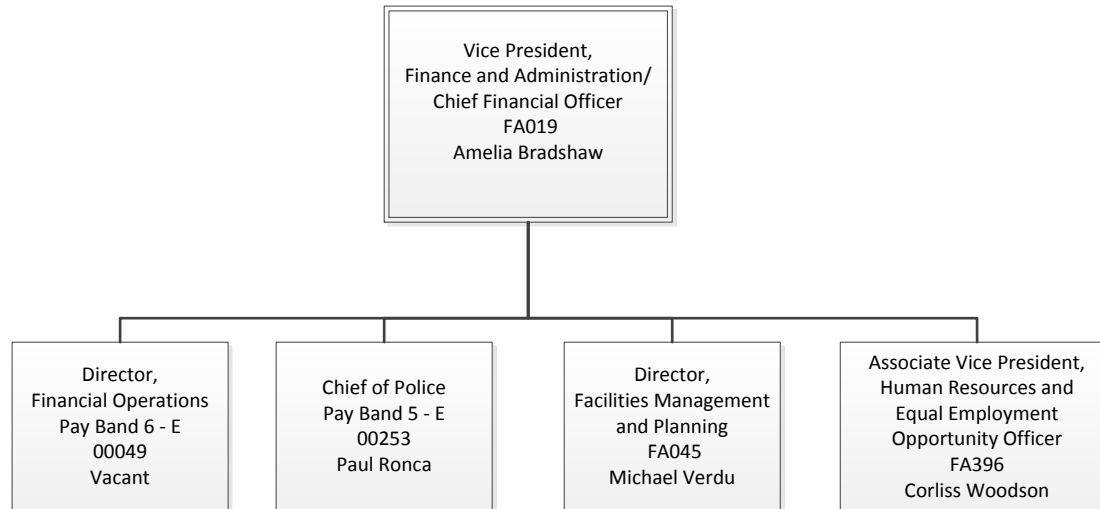 Vice President,
Finance and Administration/
Chief Financial Officer
FA019
Amelia Bradshaw
Director,
Financial Operations
Pay Band 6 - E
00049
Vacant
Chief of Police
Pay Band 5 - E
00253
Paul Ronca
Director,
Facilities Management
and Planning
FA045
Michael Verdu
Associate Vice President,
Human Resources and
Equal Employment
Opportunity Officer
FA396
Corliss Woodson